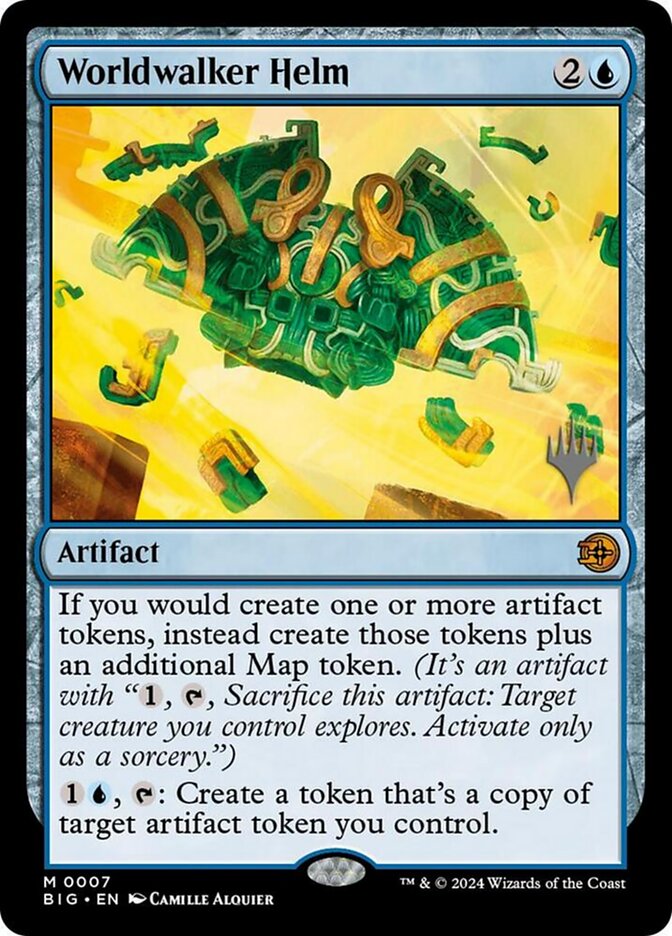 Worldwalker Helm 2
Artifact
If you would create one or more artifact
tokens, instead create those tokens plus
an additional Map token. (It's an artifact
with “1, , Sacrifice this artifact: Target
creature you control explores. Activate only
as a sorcery.”)
1 , : Create a token that's a copy of
target artifact token you control.
M 0007
BIG • EN CAMILLE ALQUIER
™ & © 2024 Wizards of the Coast